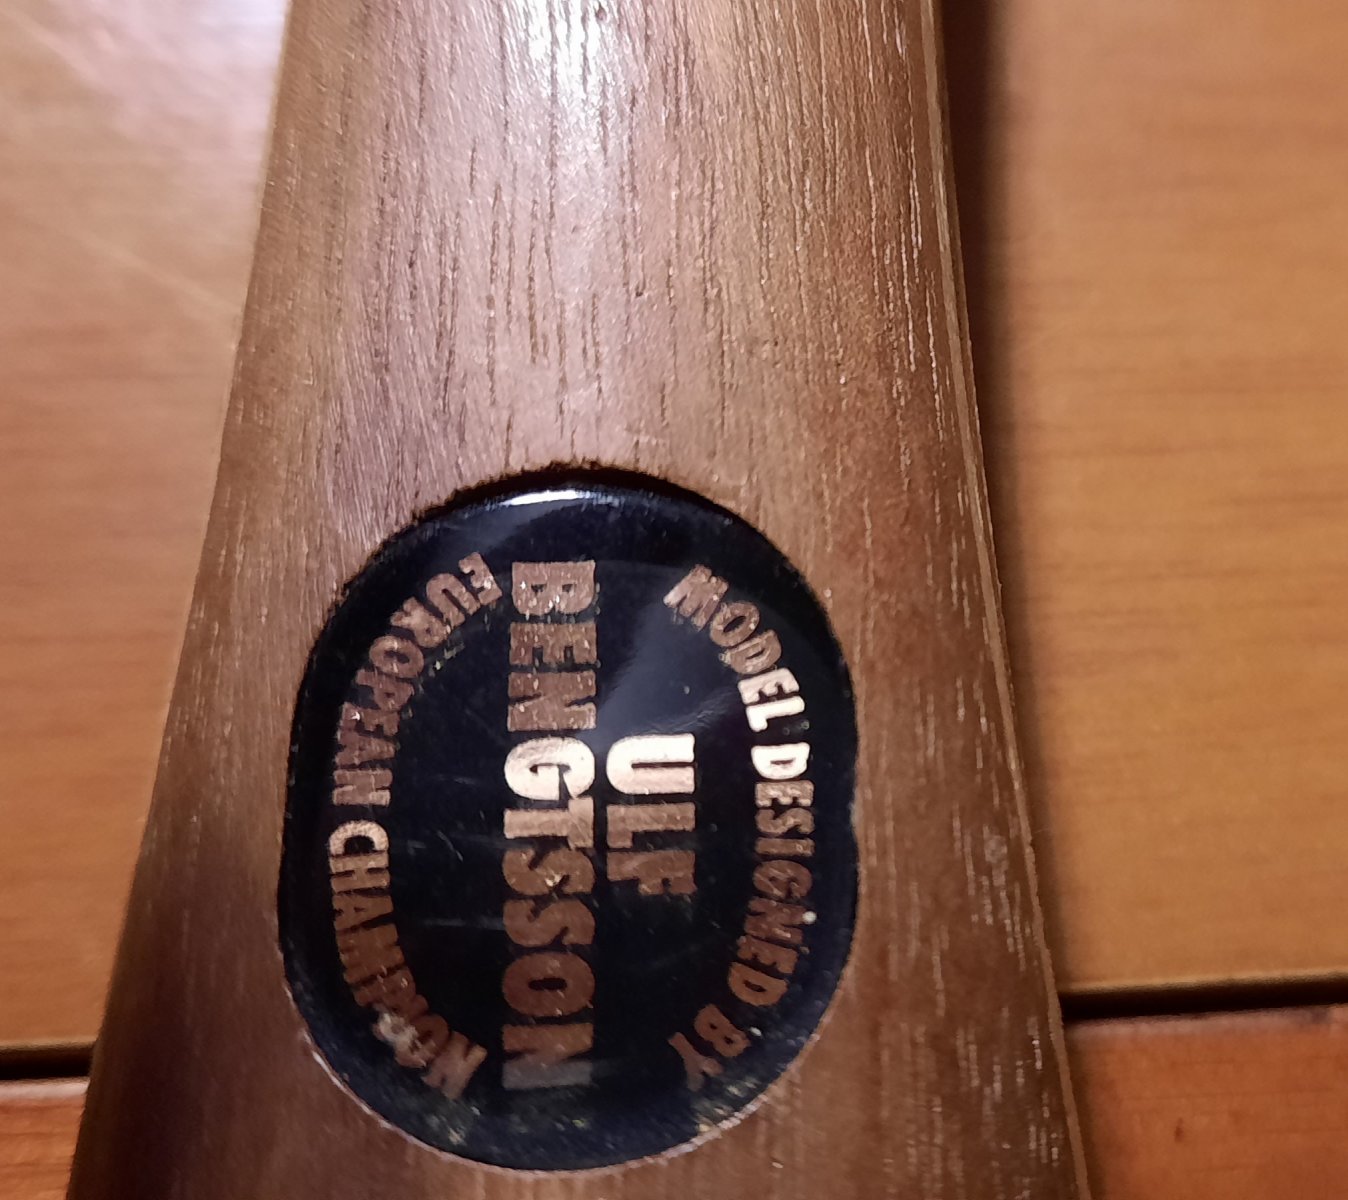 MODEL DESIGNED BY
ULF
BENGTSSON
EUROPEAN CHAMPION